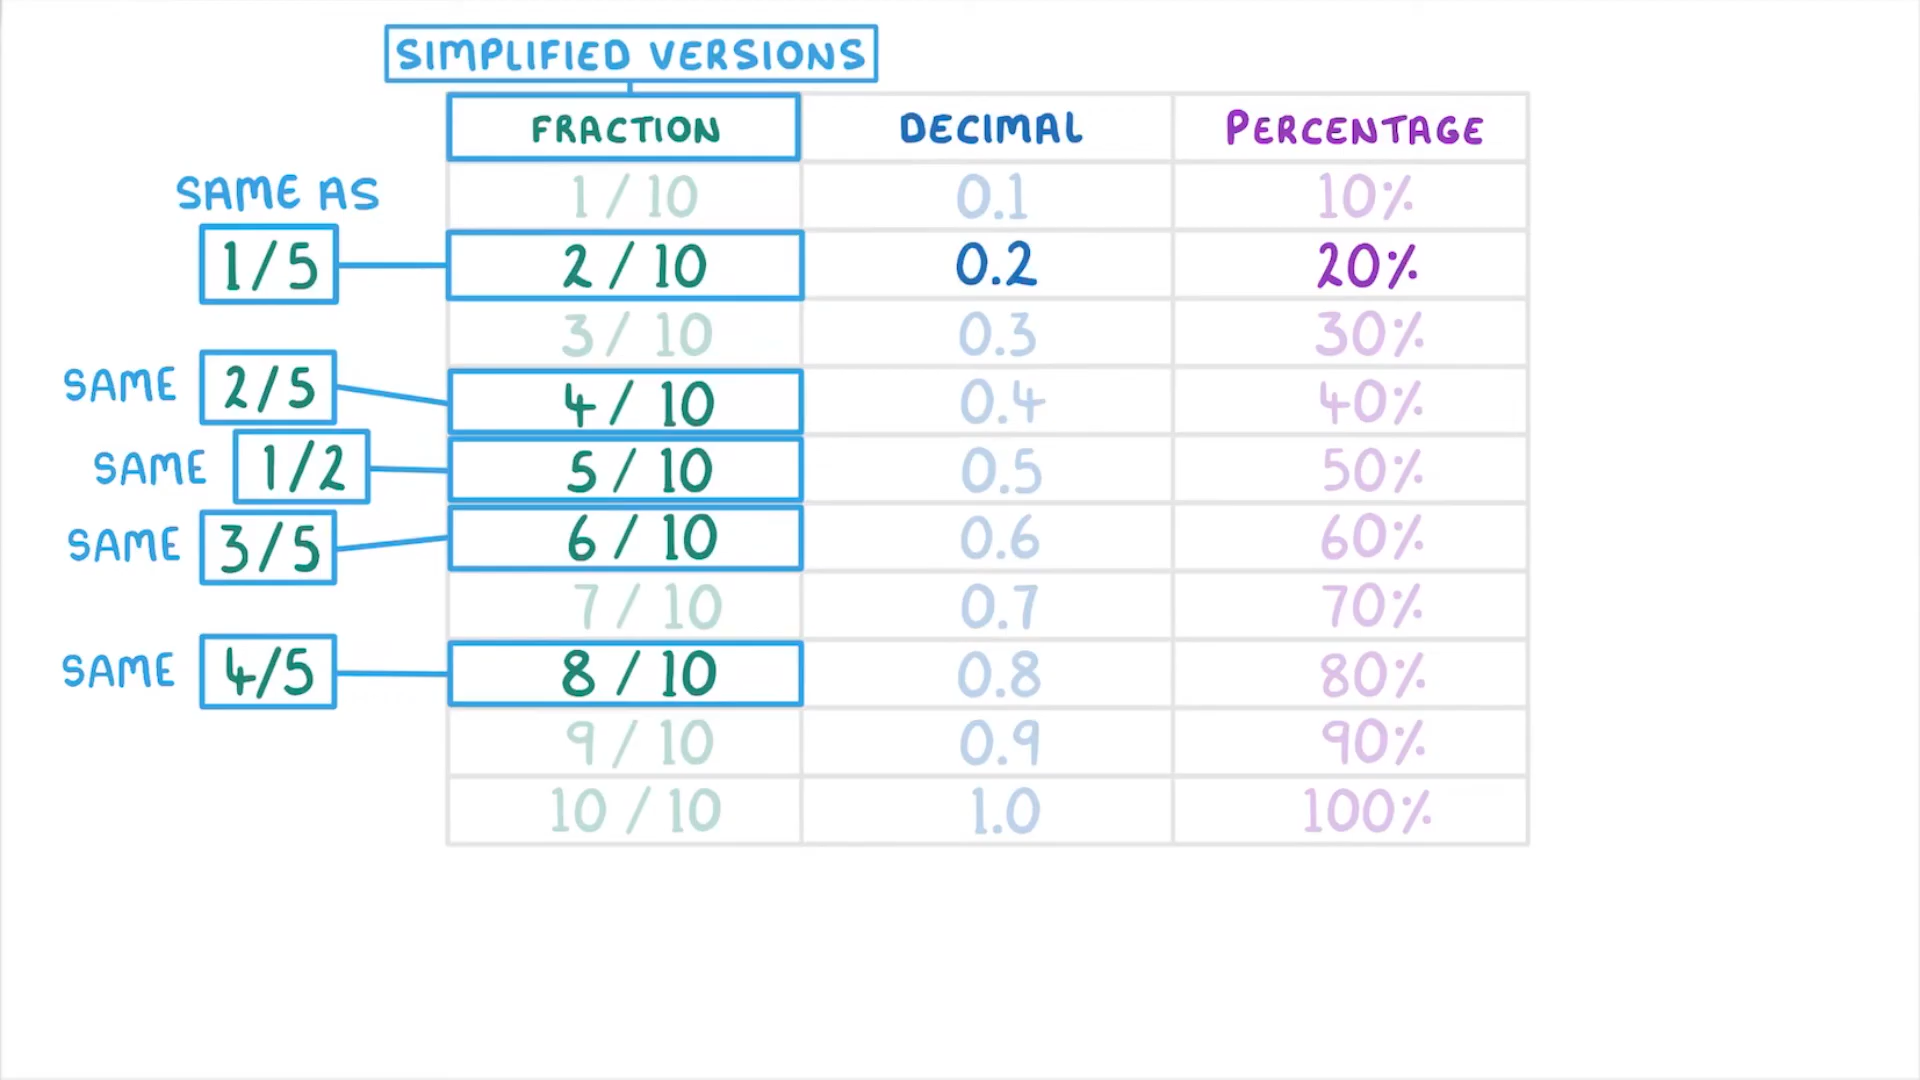 SIMPLIFIED VERSIONS
FRACTION DECIMAL PERCENTAGE
SAME AS 1 / 10 0.1 10%
1/5 2 / 10 0.2 20%
3 / 10 0.3 30%
SAME 2/5 4 / 10 0.4 40%
SAME 1/2 5 / 10 0.5 50%
SAME 3/5 6 / 10 0.6 60%
7 / 10 0.7 70%
SAME 4/5 8 / 10 0.8 80%
9 / 10 0.9 90%
10 / 10 1.0 100%